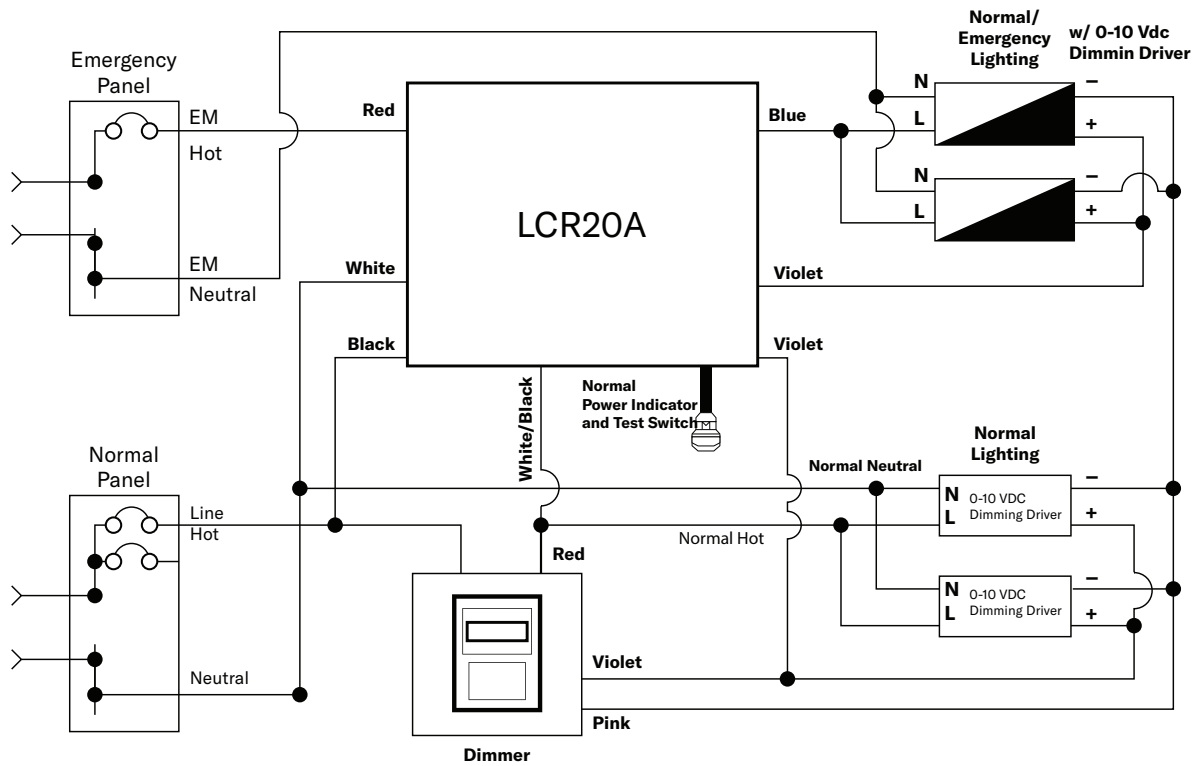 Emergency
Panel
EM
Hot
EM
Neutral
Red
White
Black
LCR20A
Blue
Violet
Violet
Normal/
Emergency
Lighting
w/ 0-10 Vdc
Dimmin Driver
N
L
−
+
N
L
−
+
White/Black
Normal
Power Indicator
and Test Switch
M
Normal
Panel
Line
Hot
Neutral
Normal Neutral
Normal Hot
Normal
Lighting
N
L
0-10 VDC
Dimming Driver
−
+
N
L
0-10 VDC
Dimming Driver
−
+
Red
Violet
Pink
Dimmer